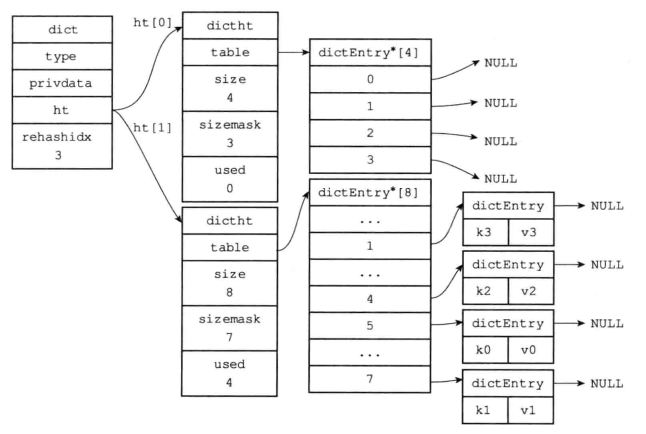 dict
type
privdata
ht
rehashidx
3
ht[0]
ht[1]
dictht
table
size
4
sizemask
3
used
0
dictht
table
size
8
sizemask
7
used
4
dictEntry*[4]
0
1
2
3
NULL
NULL
NULL
NULL
dictEntry*[8]
...
1
...
4
5
...
7
dictEntry
k3 v3
NULL
dictEntry
k2 v2
NULL
dictEntry
k0 v0
NULL
dictEntry
k1 v1
NULL